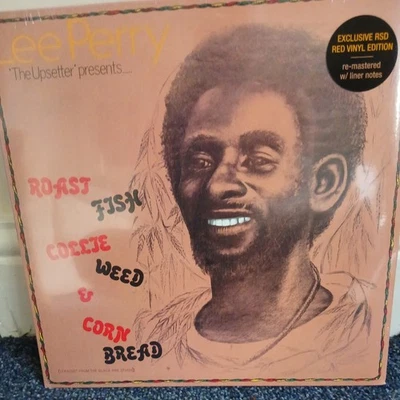 Lee Perry
'The Upsetter' presents....
EXCLUSIVE RSD
RED VINYL EDITION
re-mastered
w/ liner notes
ROAST
FISH
COLLIE
WEED
&
CORN
BREAD